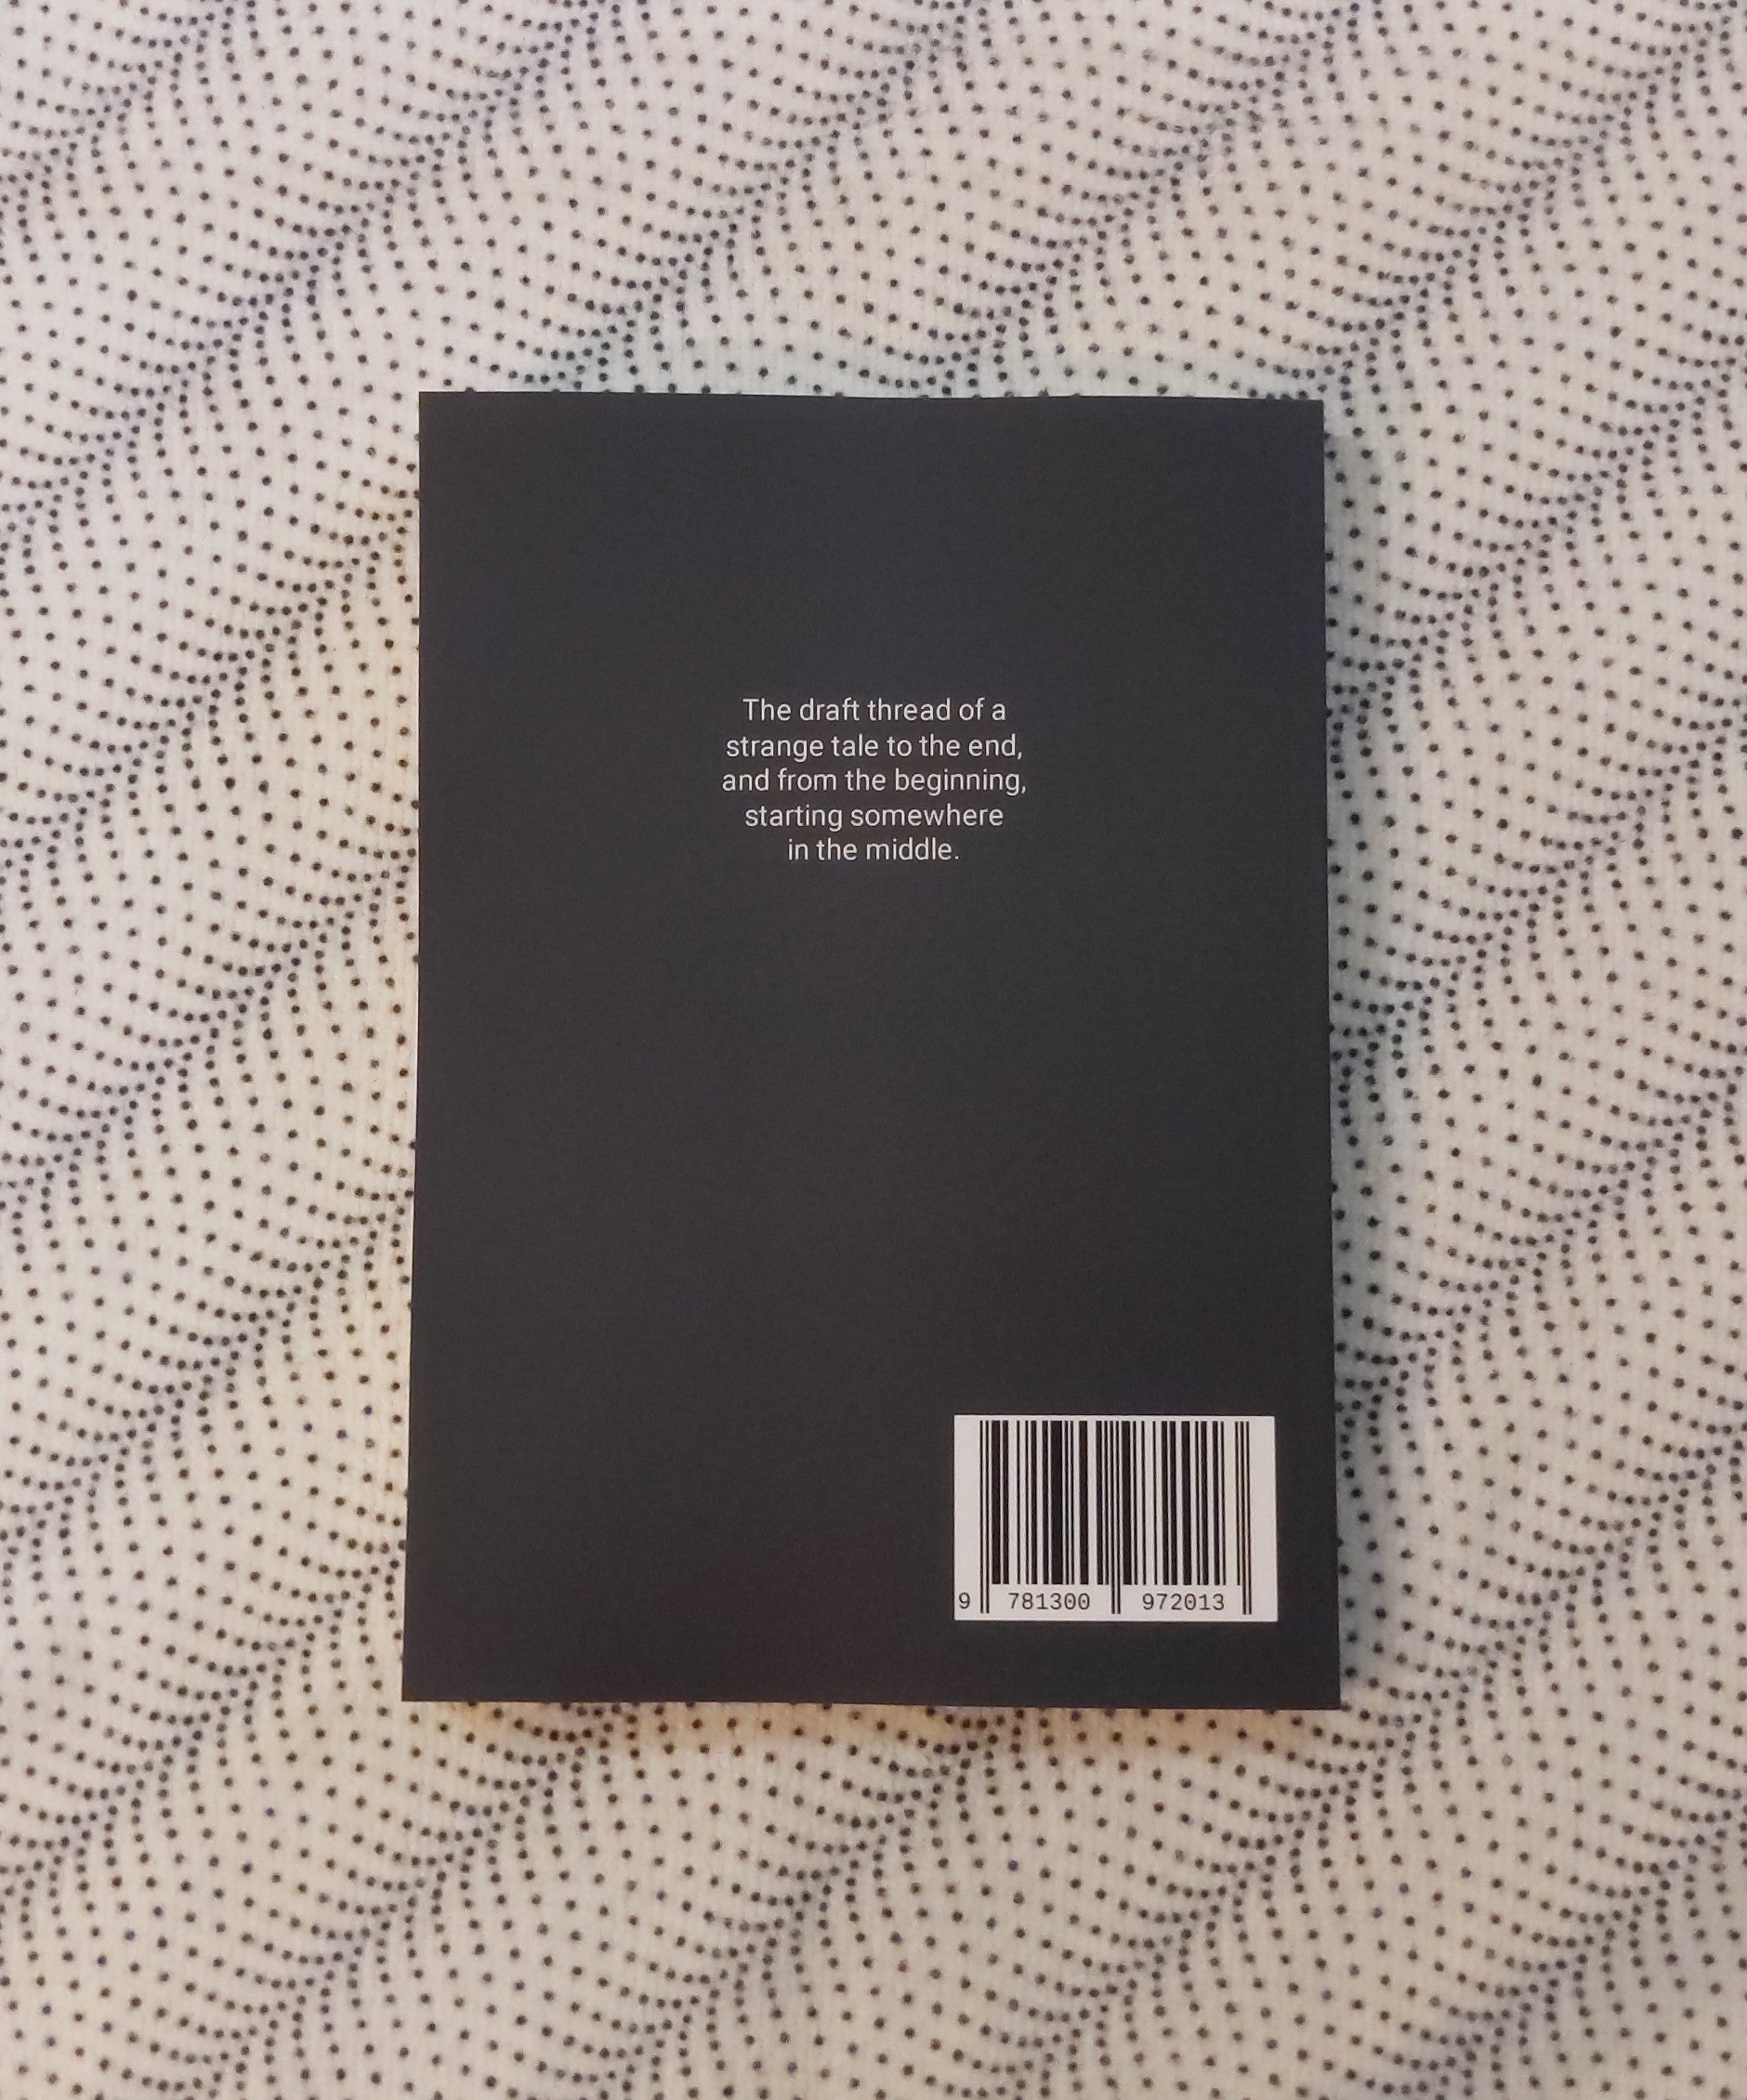 The draft thread of a
strange tale to the end,
and from the beginning,
starting somewhere
in the middle.
9 781300 972013